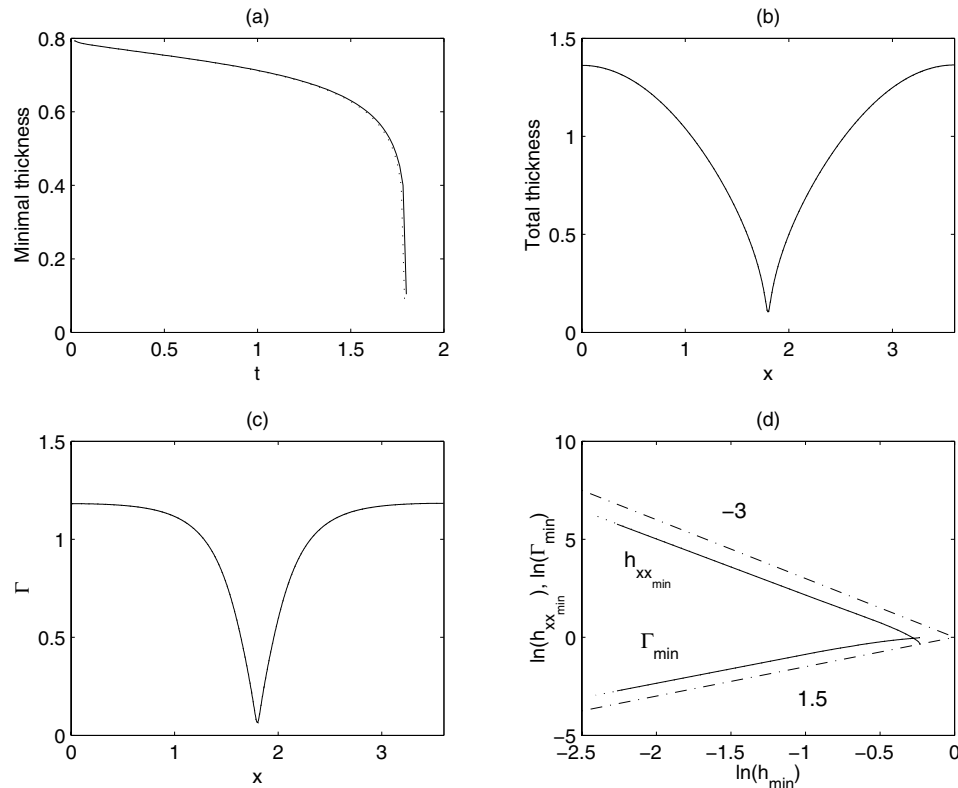 (a)
Minimal thickness
0.8
0.6
0.4
0.2
0
0 0.5 1 1.5 2
t
(b)
Total thickness
1.5
1
0.5
0
0 1 2 3
x
(c)
Γ
1.5
1
0.5
0
0 1 2 3
x
(d)
ln(h_xx_min), ln(Γ_min)
10
5
0
−5
−3
h_xx_min
Γ_min
1.5
−2.5 −2 −1.5 −1 −0.5 0
ln(h_min)